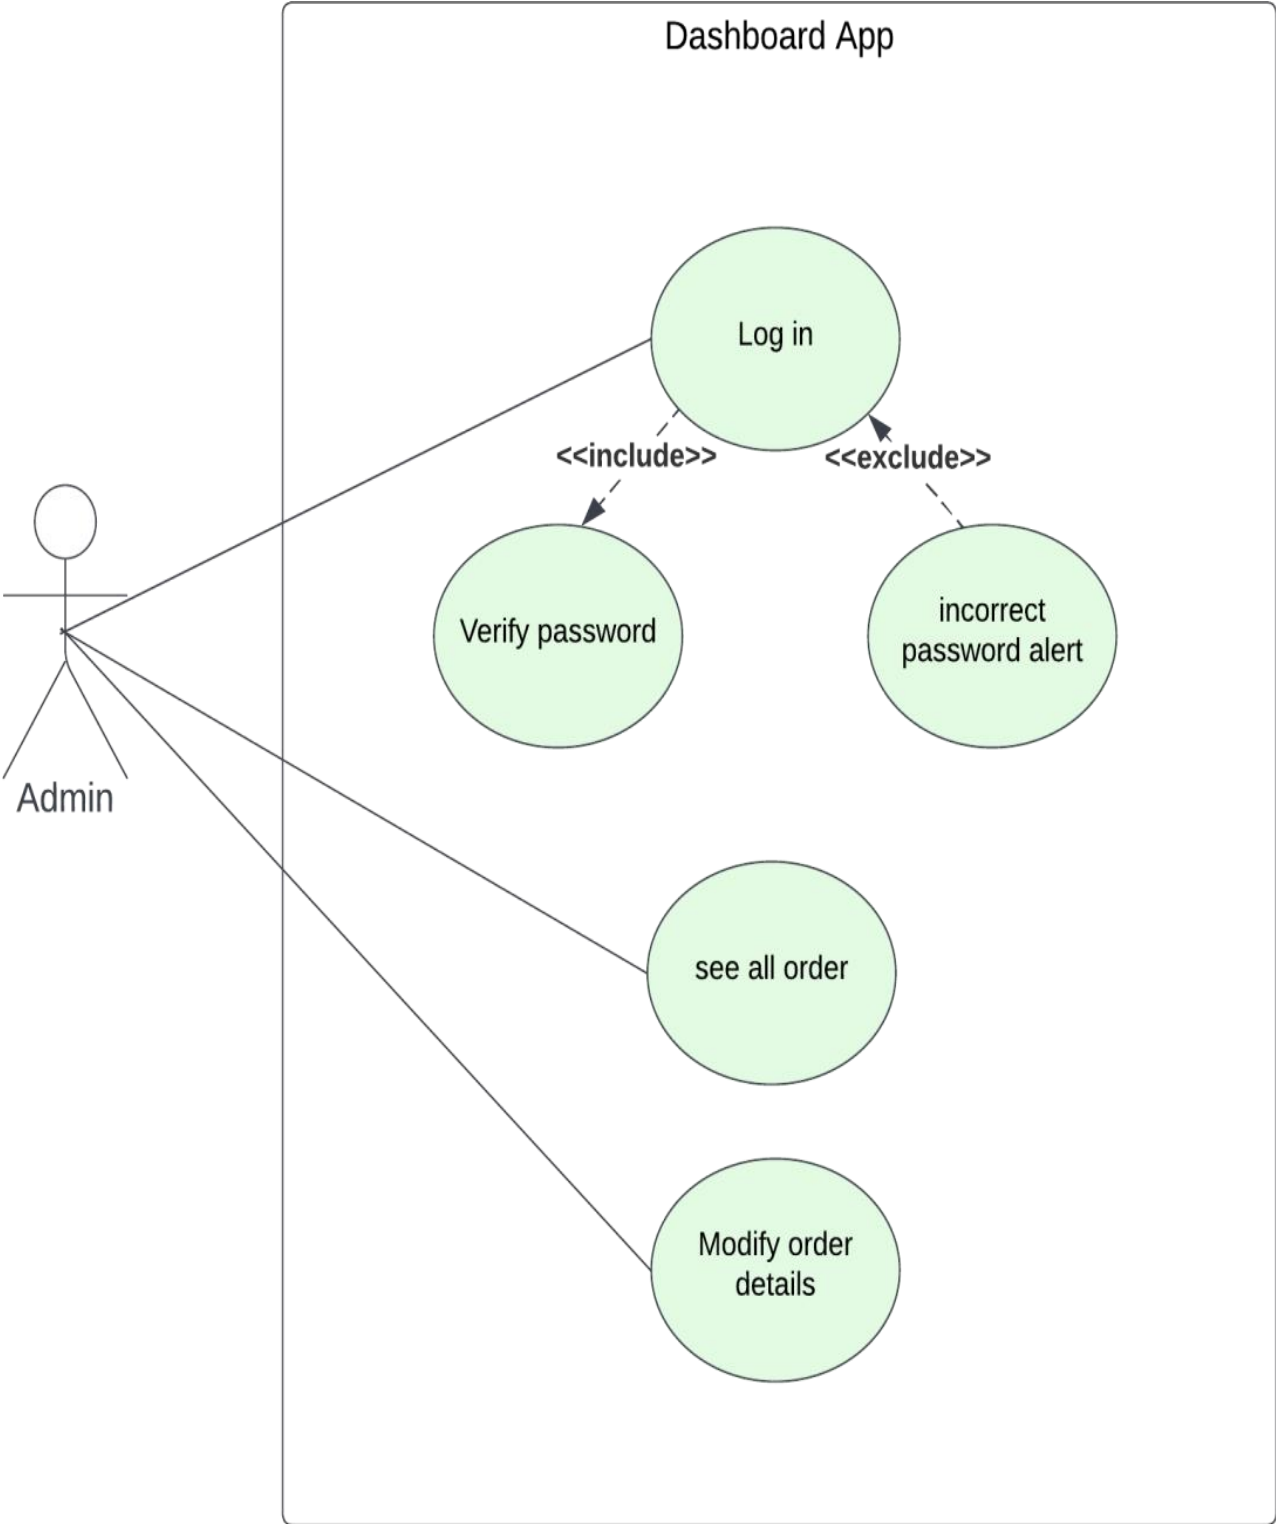 Dashboard App
Log in
<<include>>
<<exclude>>
Verify password
incorrect
password alert
Admin
see all order
Modify order
details